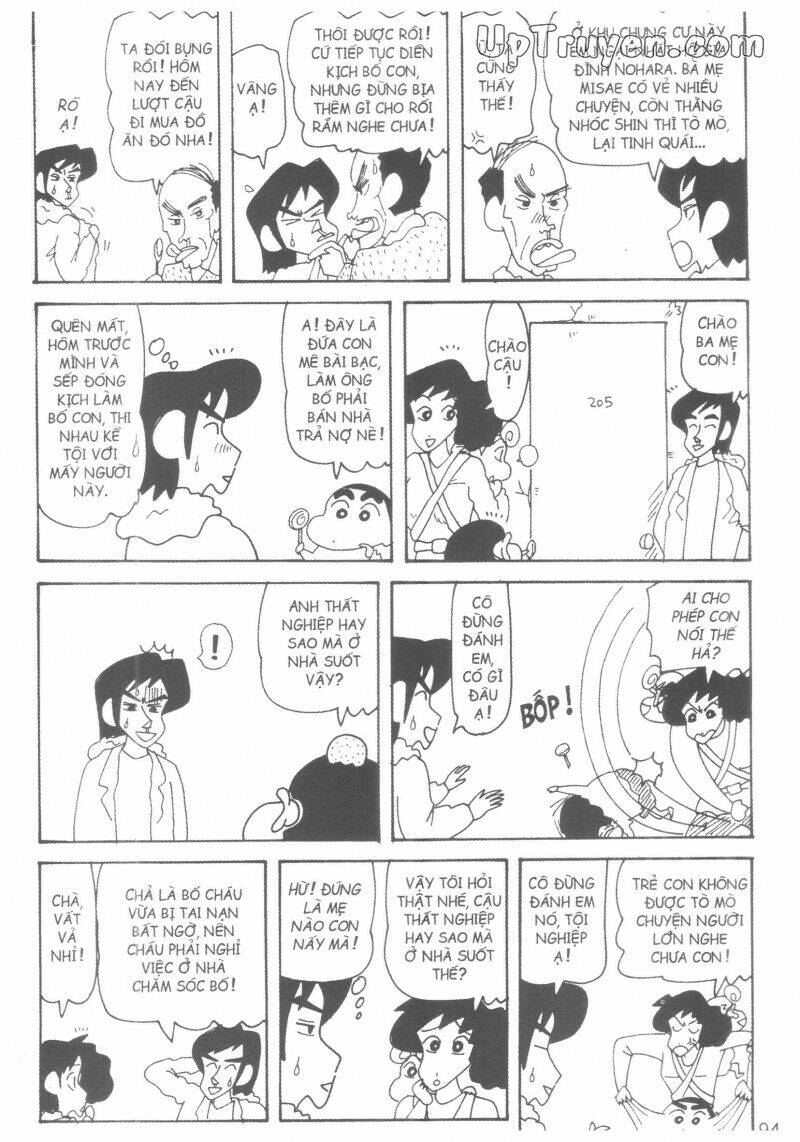 UpTruyen.com
Ở KHU CHUNG CƯ NÀY
EM NGẠI NHẤT GIA
ĐÌNH NOHARA. BÀ MẸ
MISAE CÓ VẺ NHIỀU
CHUYỆN, CÒN THẰNG
NHÓC SHIN THÌ TÒ MÒ,
LẠI TINH QUÁI...
TA
CŨNG
THẤY
THẾ!
THÔI ĐƯỢC RỒI!
CỨ TIẾP TỤC DIỄN
KỊCH BỐ CON,
NHƯNG ĐỪNG BỊA
THÊM GÌ CHO RỐI
RẮM NGHE CHƯA!
VÂNG
Ạ!
TA ĐÓI BỤNG
RỒI! HÔM
NAY ĐẾN
LƯỢT CẬU
ĐI MUA ĐỒ
ĂN ĐÓ NHA!
RÕ
Ạ!
CHÀO
BA MẸ
CON!
205
CHÀO
CẬU
!
A! ĐÂY LÀ
ĐỨA CON
MÊ BÀI BẠC,
LÀM ÔNG
BỐ PHẢI
BÁN NHÀ
TRẢ NỢ NÈ!
QUÊN MẤT,
HÔM TRƯỚC
MÌNH VÀ
SẾP ĐÓNG
KỊCH LÀM
BỐ CON, THI
NHAU KỂ
TỘI VỚI
MẤY NGƯỜI
NÀY.
AI CHO
PHÉP CON
NÓI THẾ
HẢ?
BỐP!
CÔ
ĐỪNG
ĐÁNH
EM,
CÓ GÌ
ĐÂU
Ạ!
ANH THẤT
NGHIỆP HAY
SAO MÀ Ở
NHÀ SUỐT
VẬY?
!
TRẺ CON KHÔNG
ĐƯỢC TÒ MÒ
CHUYỆN NGƯỜI
LỚN NGHE
CHƯA CON!
CÔ ĐỪNG
ĐÁNH EM
NÓ, TỘI
NGHIỆP
Ạ!
VẬY TÔI HỎI
THẬT NHÉ, CẬU
THẤT NGHIỆP
HAY SAO MÀ
Ở NHÀ SUỐT
THẾ?
HỪ! ĐÚNG
LÀ MẸ
NÀO CON
NẤY MÀ!
CHẢ LÀ BỐ CHÁU
VỪA BỊ TAI NẠN
BẤT NGỜ, NÊN
CHÁU PHẢI NGHỈ
VIỆC Ở NHÀ
CHĂM SÓC BỐ!
CHÀ,
VẤT
VẢ
NHỈ!